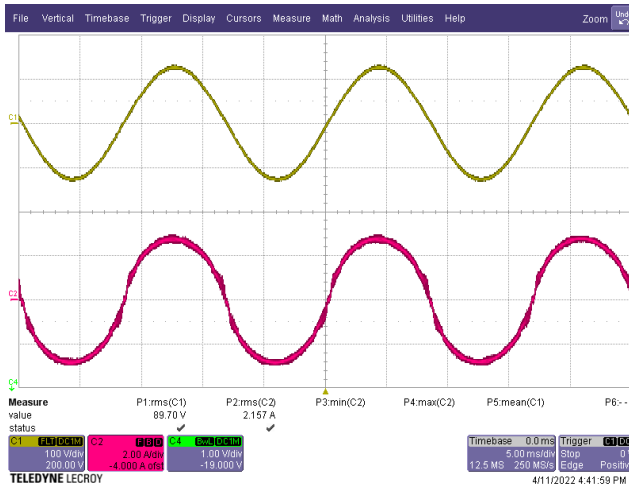 File Vertical Timebase Trigger Display Cursors Measure Math Analysis Utilities Help Zoom Undo
C1
C2
C4
Measure P1:rms(C1) P2:rms(C2) P3:min(C2) P4:max(C2) P5:mean(C1) P6:- -
value 89.70 V 2.157 A
status
C1 FLT DC1M C2 F B D C4 BwL DC1M Timebase 0.0 ms Trigger C1 DC
100 V/div 2.00 A/div 1.00 V/div 5.00 ms/div Stop 0
200.00 V -4.000 A ofst -19.000 V 12.5 MS 250 MS/s Edge Positiv
TELEDYNE LECROY 4/11/2022 4:41:59 PM